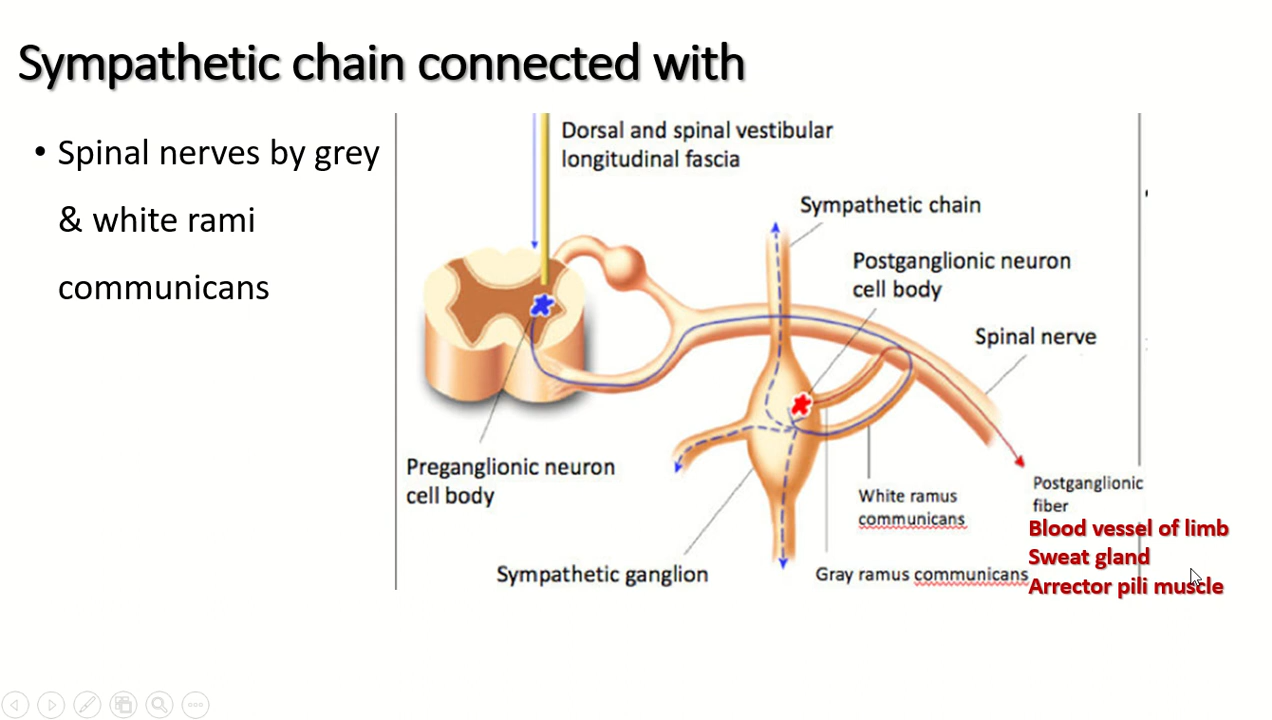 Sympathetic chain connected with
• Spinal nerves by grey
& white rami
communicans
Dorsal and spinal vestibular
longitudinal fascia
Sympathetic chain
Postganglionic neuron
cell body
Spinal nerve
Preganglionic neuron
cell body
White ramus
communicans
Postganglionic
fiber
Blood vessel of limb
Sweat gland
Arrector pili muscle
Sympathetic ganglion
Gray ramus communicans